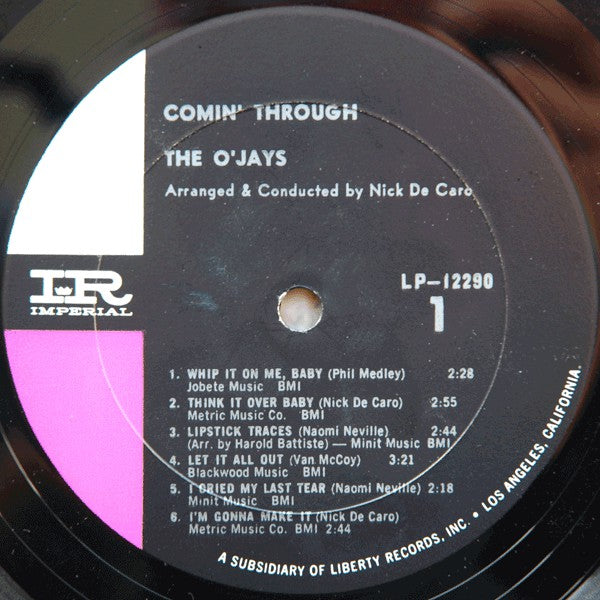 COMIN' THROUGH
THE O'JAYS
Arranged & Conducted by Nick De Caro
IR
IMPERIAL
LP-12290
1
1. WHIP IT ON ME, BABY (Phil Medley) 2:28
Jobete Music BMI
2. THINK IT OVER BABY (Nick De Caro) 2:55
Metric Music Co. BMI
3. LIPSTICK TRACES (Naomi Neville) 2:44
(Arr. by Harold Battiste) — Minit Music BMI
4. LET IT ALL OUT (Van McCoy) 3:21
Blackwood Music BMI
5. I CRIED MY LAST TEAR (Naomi Neville) 2:18
Minit Music BMI
6. I'M GONNA MAKE IT (Nick De Caro)
Metric Music Co. BMI 2:44
A SUBSIDIARY OF LIBERTY RECORDS, INC. • LOS ANGELES, CALIFORNIA.